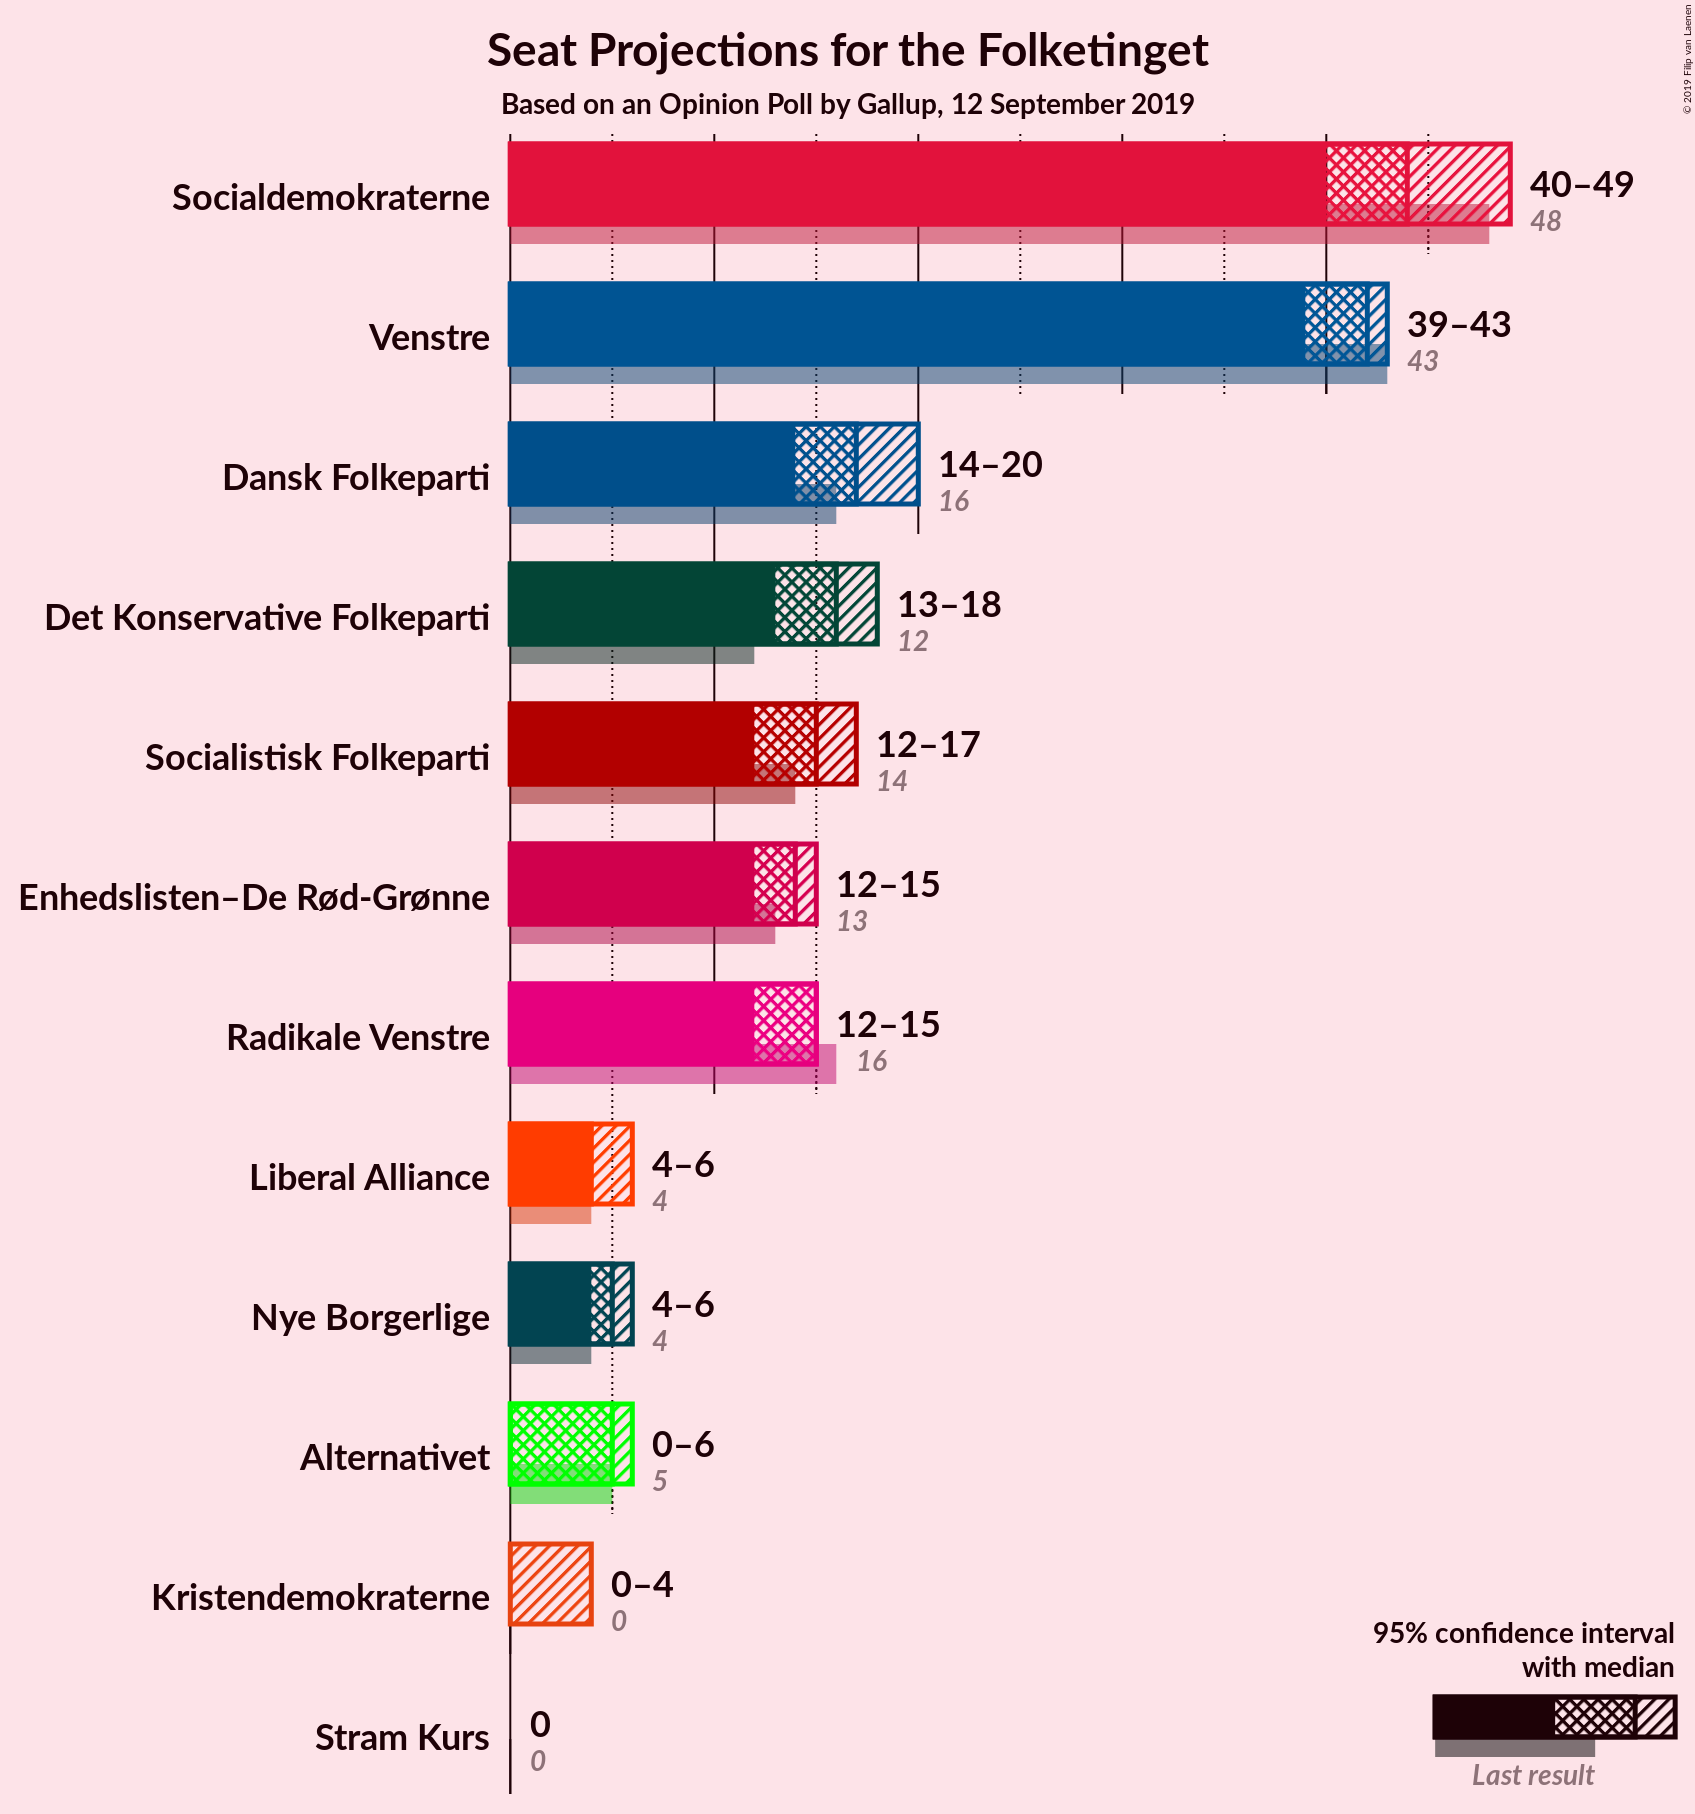 Seat Projections for the Folketinget
Based on an Opinion Poll by Gallup, 12 September 2019
© 2019 Filip van Laenen
Socialdemokraterne
40–49
48
Venstre
39–43
43
Dansk Folkeparti
14–20
16
Det Konservative Folkeparti
13–18
12
Socialistisk Folkeparti
12–17
14
Enhedslisten–De Rød-Grønne
12–15
13
Radikale Venstre
12–15
16
Liberal Alliance
4–6
4
Nye Borgerlige
4–6
4
Alternativet
0–6
5
Kristendemokraterne
0–4
0
Stram Kurs
0
0
95% confidence interval
with median
Last result